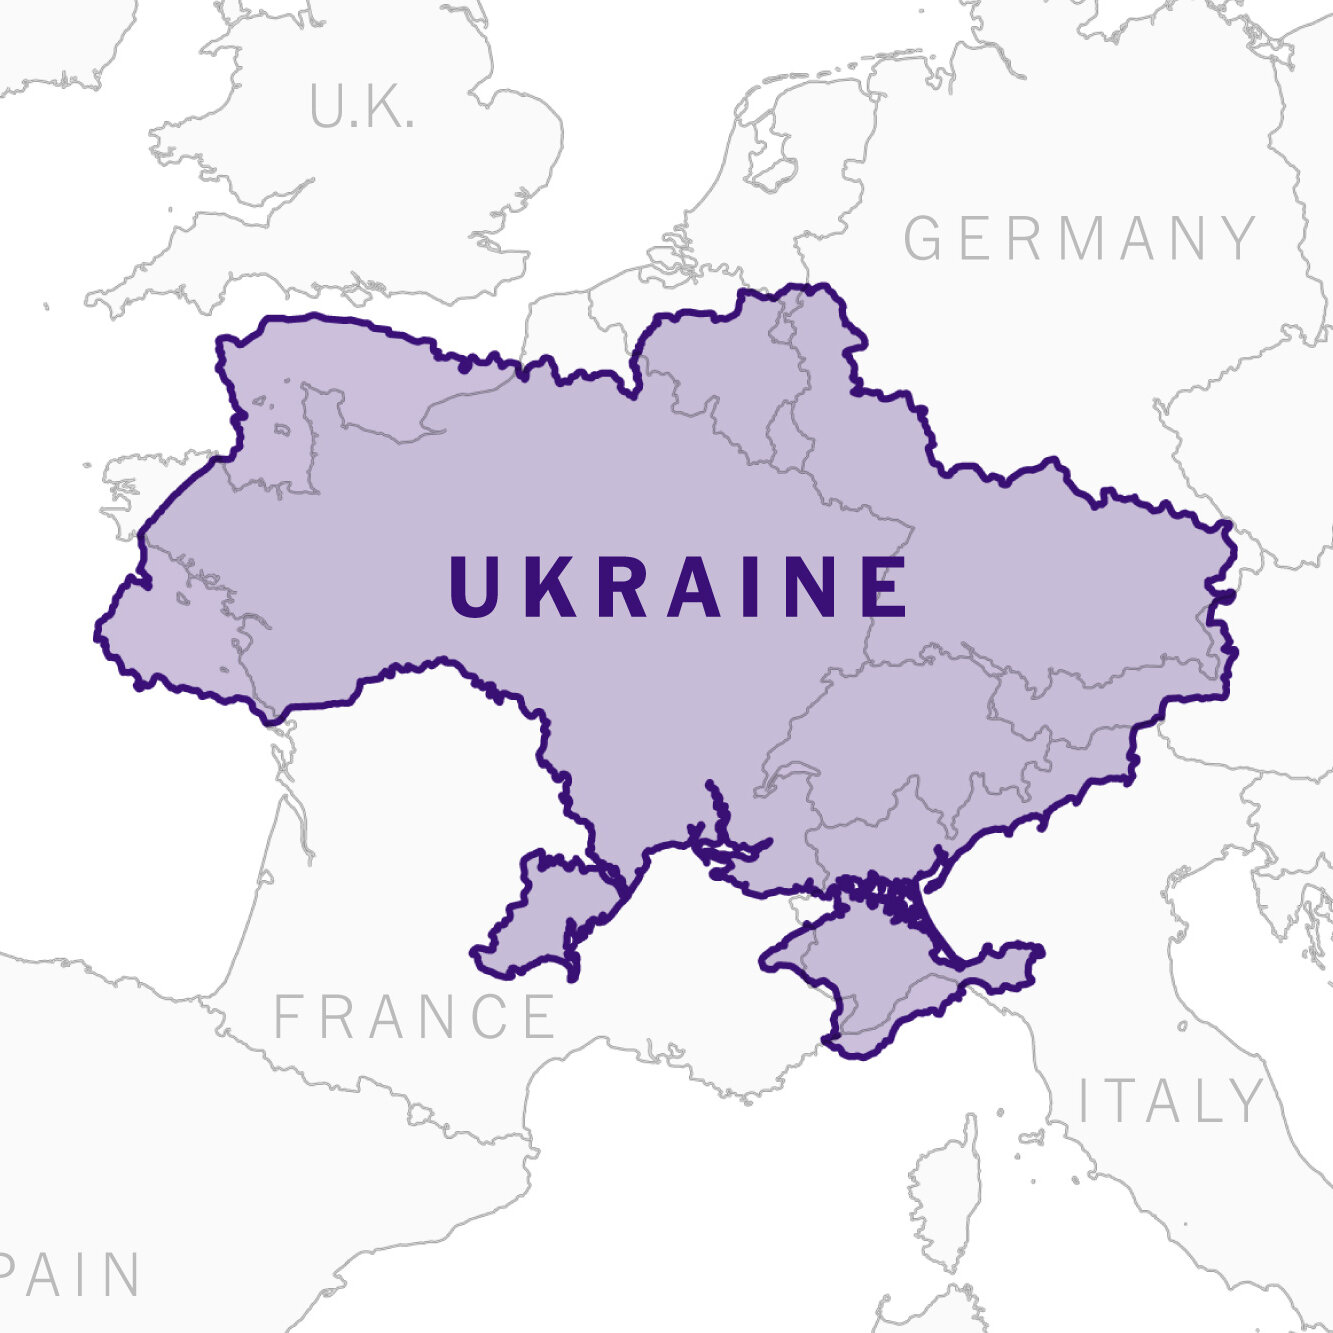 U.K.
GERMANY
UKRAINE
FRANCE
ITALY
PAIN